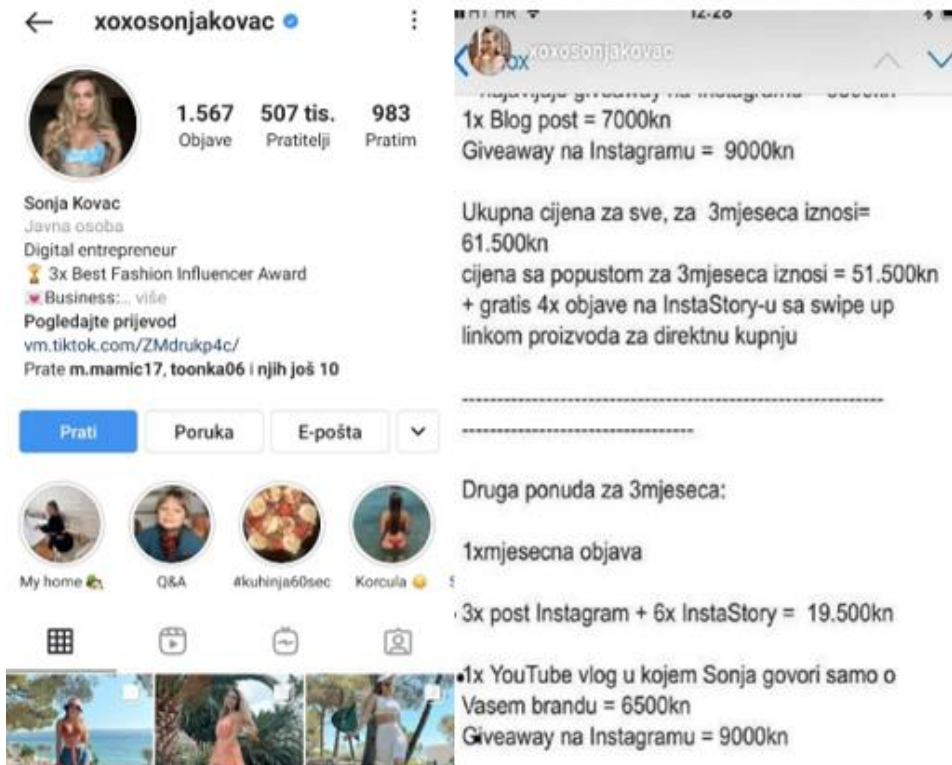 xoxosonjakovac
1.567
507 tis.
983
Objave
Pratitelji
Pratim
Sonja Kovac
Javna osoba
Digital entrepreneur
3x Best Fashion Influencer Award
Business:... više
Pogledajte prijevod
vm.tiktok.com/ZMdrukp4c/
Prate m.mamic17, toonka06 i njih još 10
Prati
Poruka
E-pošta
My home
Q&A
#kuhinja60sec
Korcula
12:28
xoxosonjakovac
giveaway na Instagramu
1x Blog post = 7000kn
Giveaway na Instagramu = 9000kn
Ukupna cijena za sve, za 3mjeseca iznosi=
61.500kn
cijena sa popustom za 3mjeseca iznosi = 51.500kn
+ gratis 4x objave na InstaStory-u sa swipe up
linkom proizvoda za direktnu kupnju
------------------------------------------------------------
---------------------------------
Druga ponuda za 3mjeseca:
1xmjesecna objava
3x post Instagram + 6x InstaStory = 19.500kn
1x YouTube vlog u kojem Sonja govori samo o
Vasem brandu = 6500kn
Giveaway na Instagramu = 9000kn